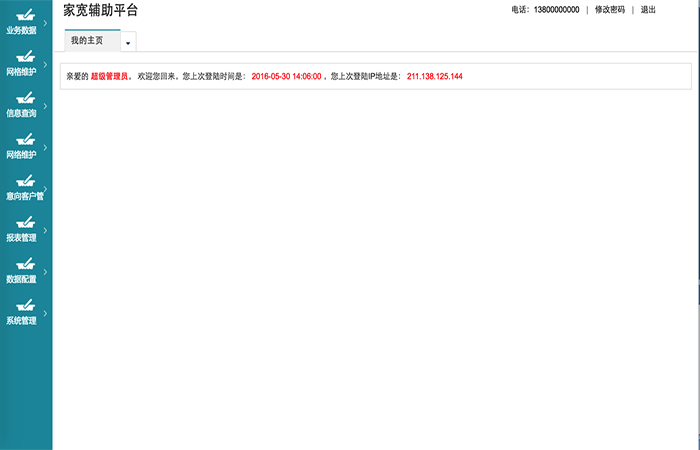 家宽辅助平台
电话：13800000000 | 修改密码 | 退出
我的主页
亲爱的 超级管理员， 欢迎您回来，您上次登陆时间是： 2016-05-30 14:06:00 ，您上次登陆IP地址是： 211.138.125.144
业务数据
网格维护
信息查询
网络维护
意向客户管
报表管理
数据配置
系统管理